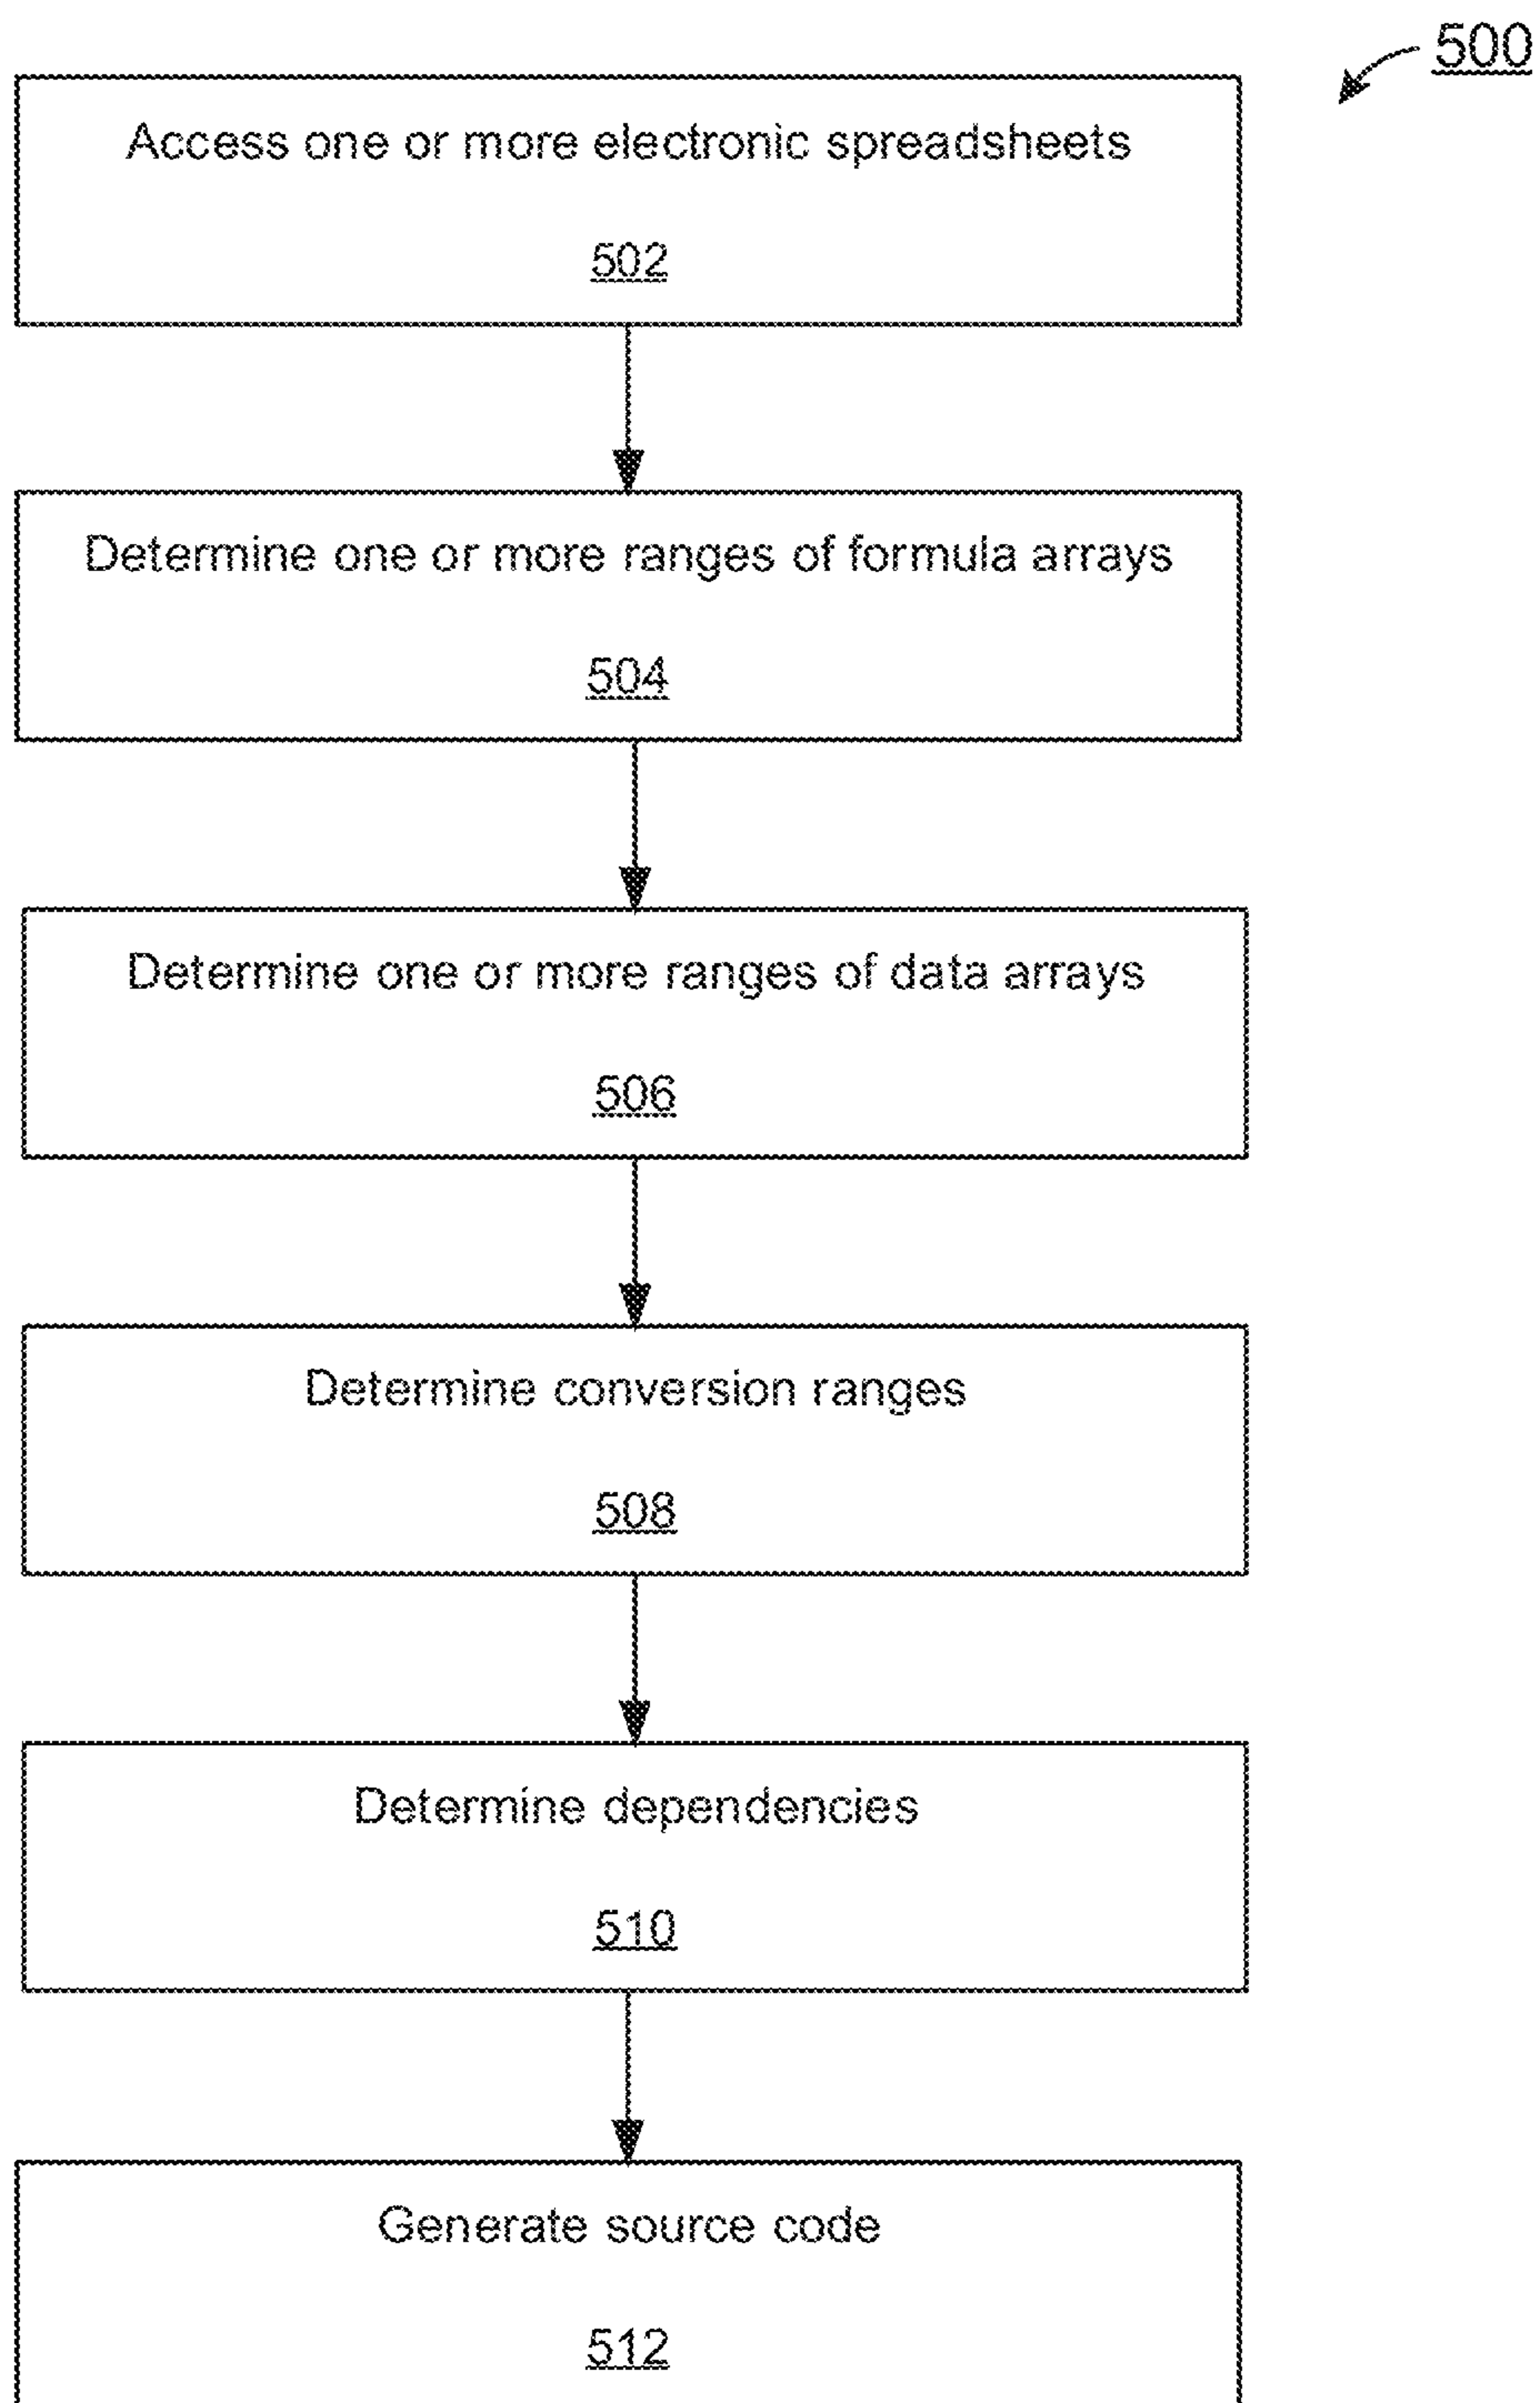 500
Access one or more electronic spreadsheets
502
Determine one or more ranges of formula arrays
504
Determine one or more ranges of data arrays
506
Determine conversion ranges
508
Determine dependencies
510
Generate source code
512